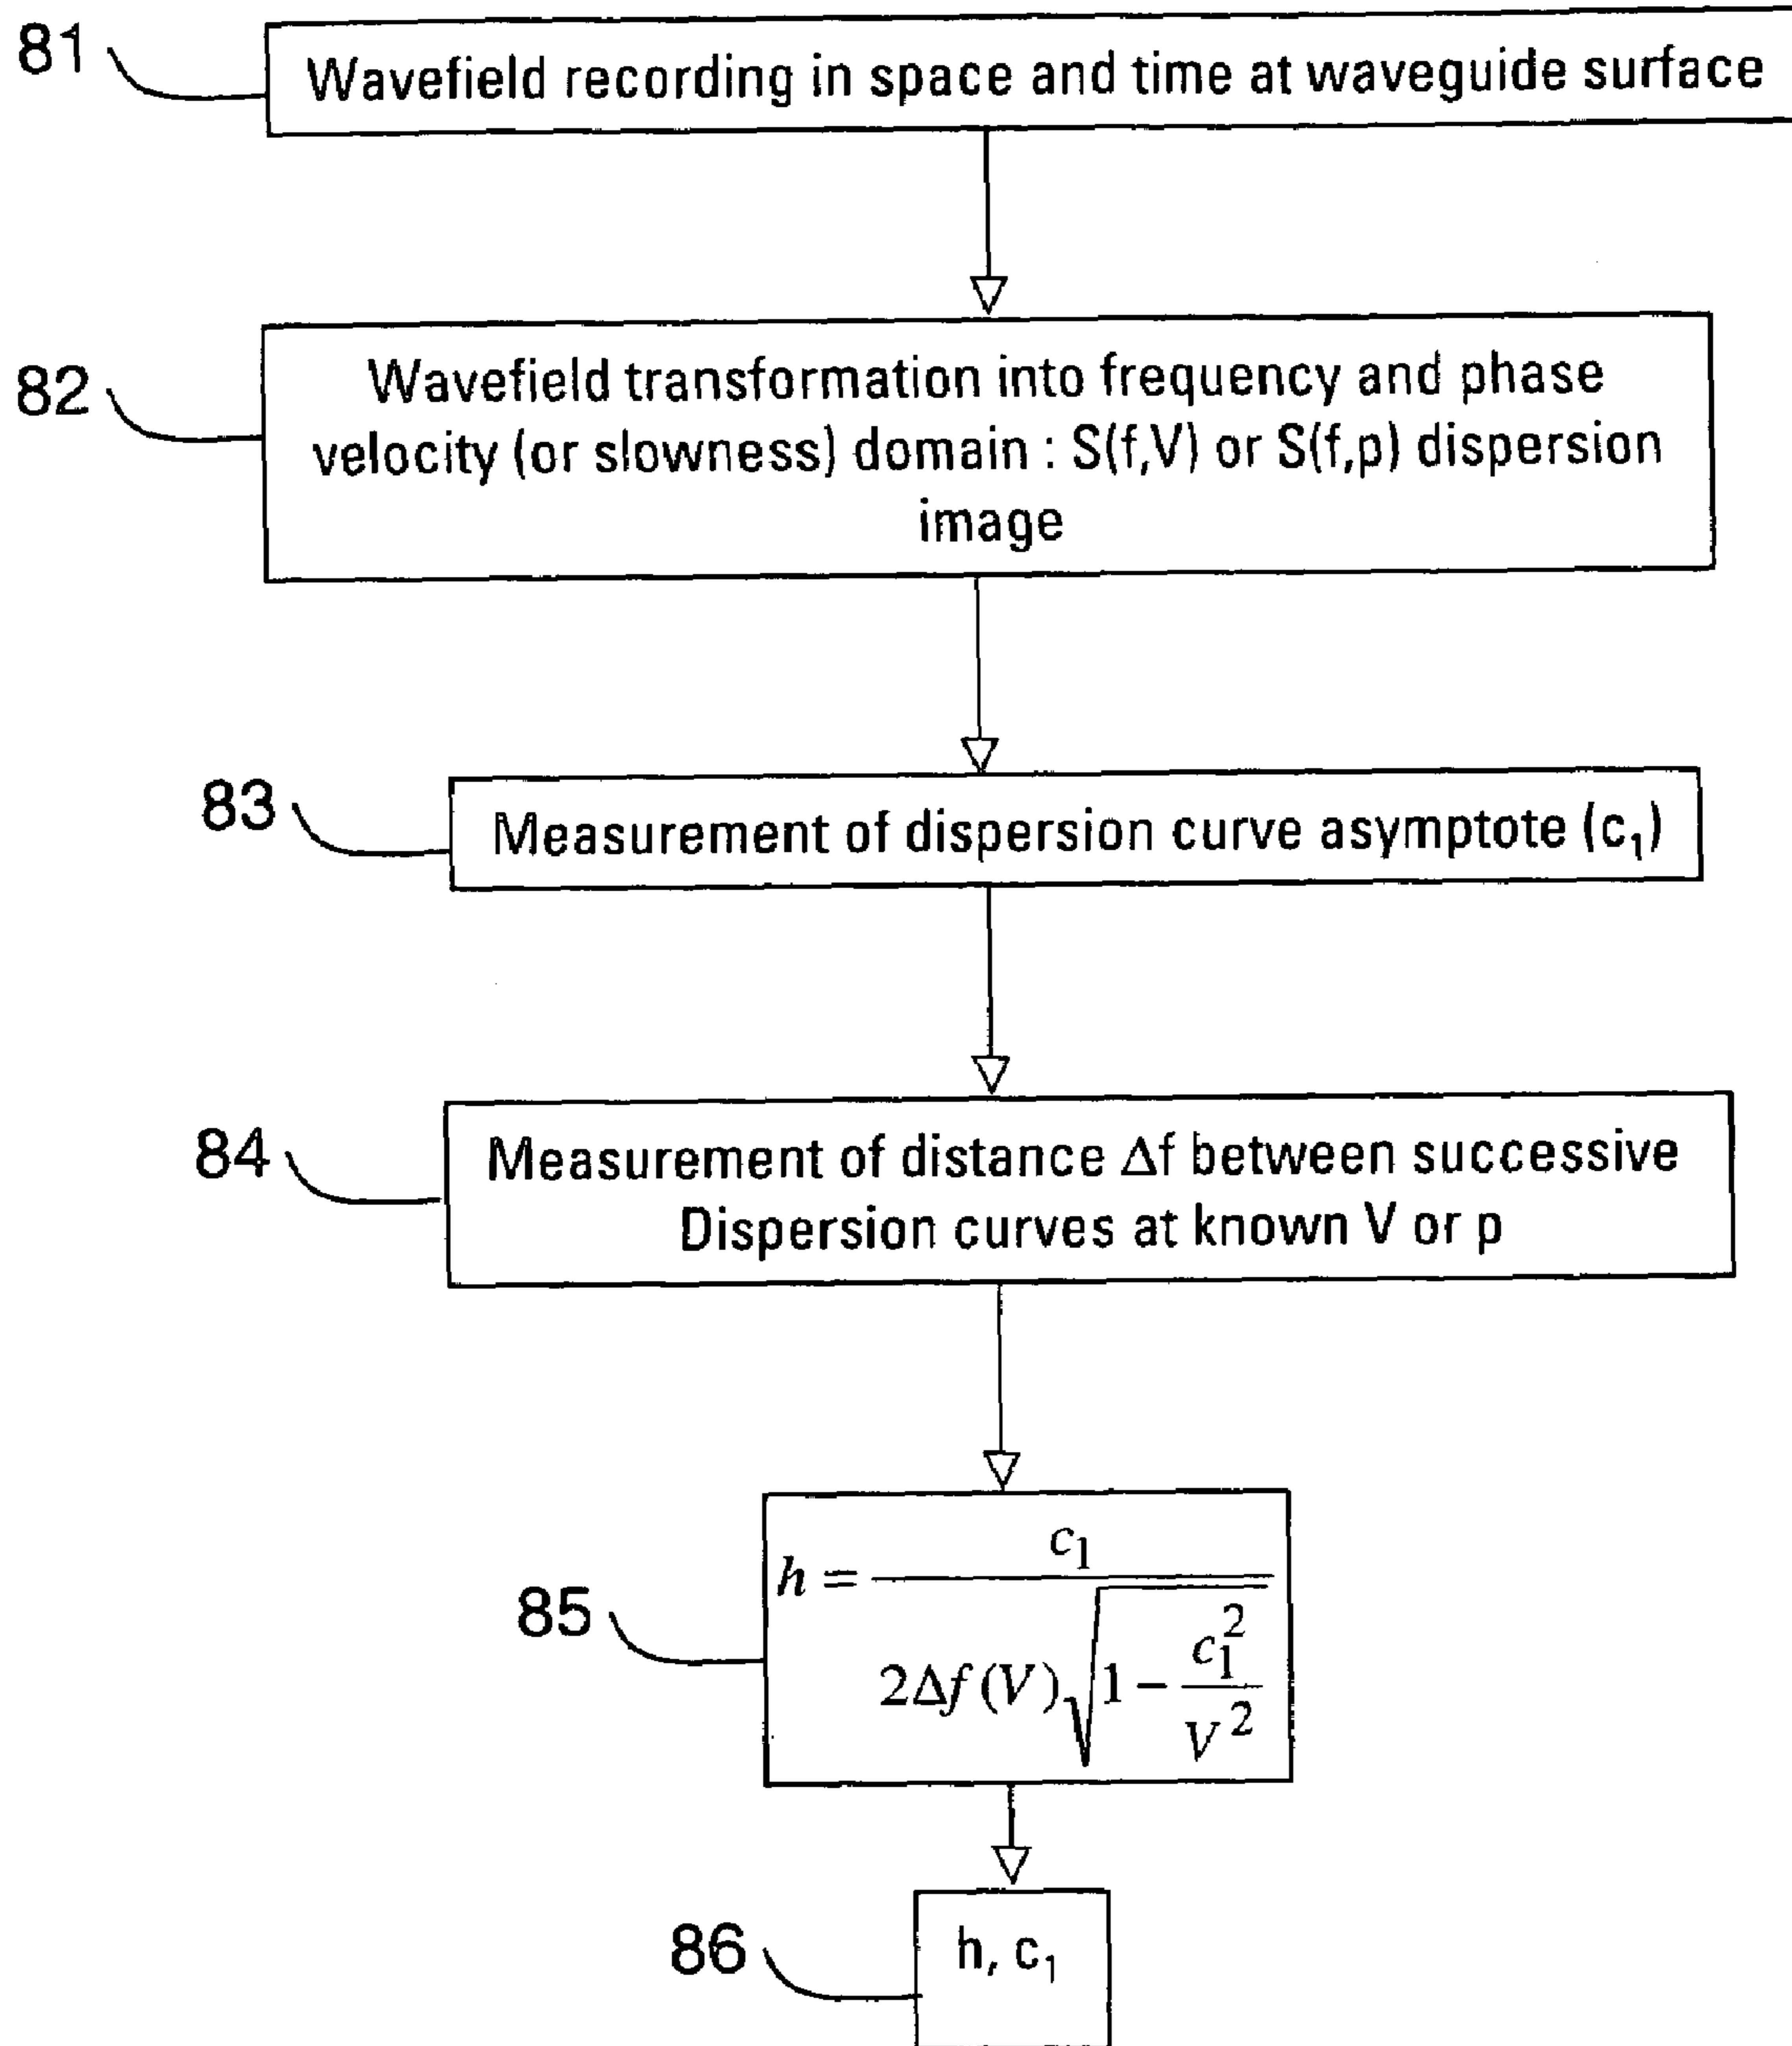 81
Wavefield recording in space and time at waveguide surface
82
Wavefield transformation into frequency and phase
velocity (or slowness) domain : S(f,V) or S(f,p) dispersion
image
83
Measurement of dispersion curve asymptote (c₁)
84
Measurement of distance Δf between successive
Dispersion curves at known V or p
85
h = c₁ / (2Δf(V)√(1 − c₁²/V²))
86
h, c₁